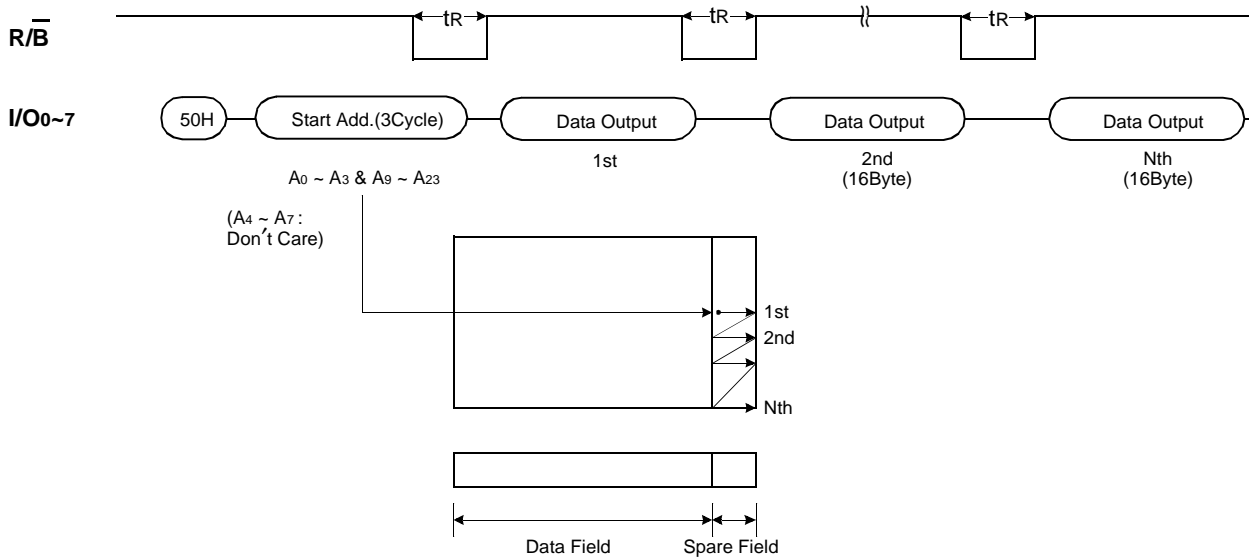 tR tR tR
R/B̅
I/O0~7 50H Start Add.(3Cycle) Data Output Data Output Data Output
1st 2nd Nth
(16Byte) (16Byte)
A0 ~ A3 & A9 ~ A23
(A4 ~ A7 :
Don′t Care)
1st
2nd
Nth
Data Field Spare Field